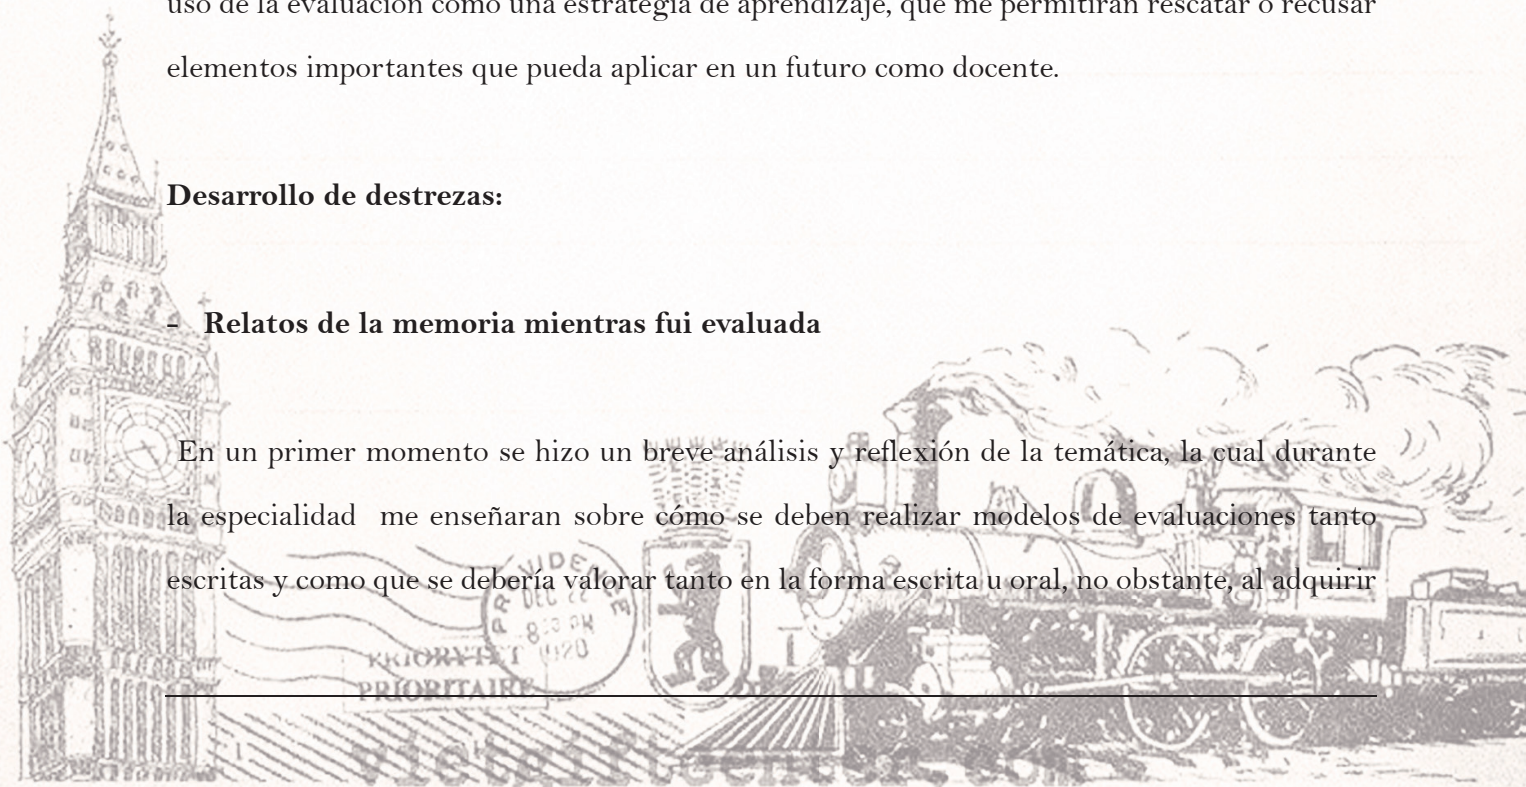 uso de la evaluación como una estrategia de aprendizaje, que me permitirán rescatar o recusar
elementos importantes que pueda aplicar en un futuro como docente.
Desarrollo de destrezas:
- Relatos de la memoria mientras fui evaluada
En un primer momento se hizo un breve análisis y reflexión de la temática, la cual durante
la especialidad me enseñaran sobre cómo se deben realizar modelos de evaluaciones tanto
escritas y como que se debería valorar tanto en la forma escrita u oral, no obstante, al adquirir
DEC 22
1920
PRIORYTET
PRIORITAIRE